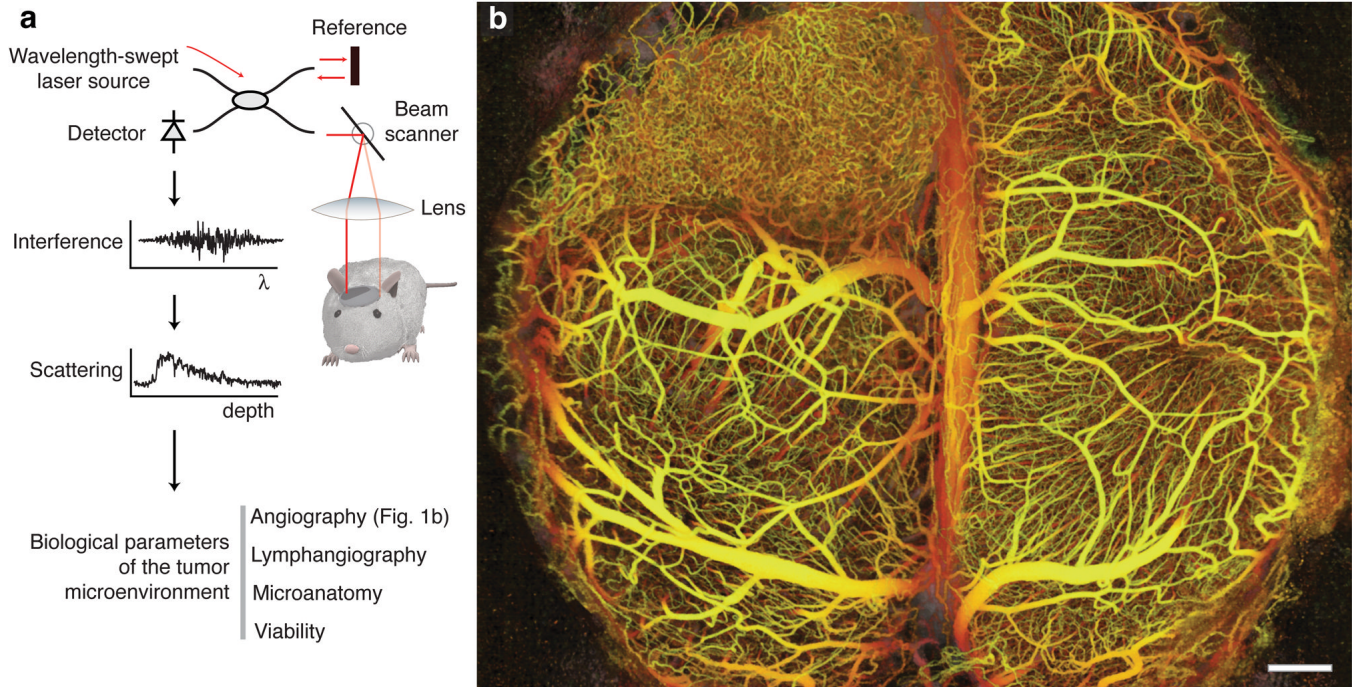 a
Wavelength-swept
laser source
Reference
Detector
Beam
scanner
Lens
Interference
λ
Scattering
depth
Biological parameters
of the tumor
microenvironment
Angiography (Fig. 1b)
Lymphangiography
Microanatomy
Viability
b